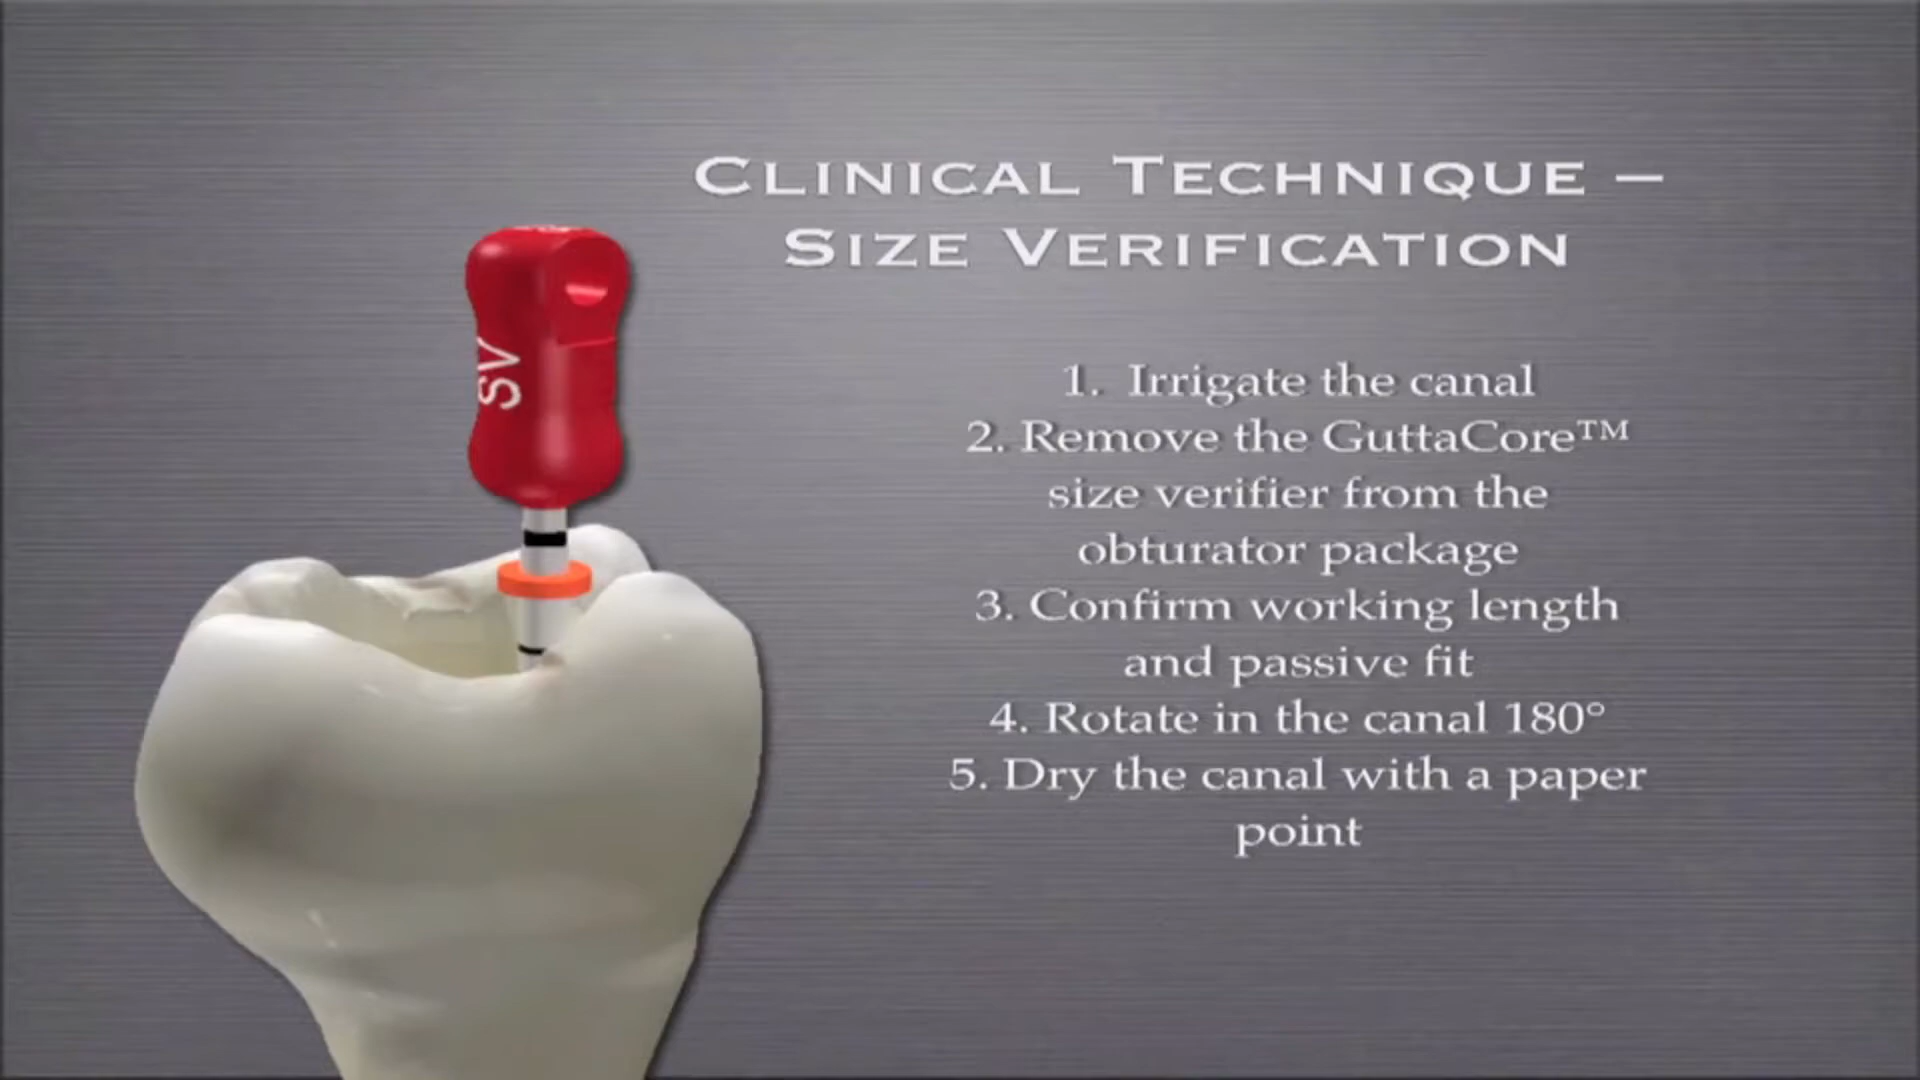 CLINICAL TECHNIQUE –
SIZE VERIFICATION
1. Irrigate the canal
2. Remove the GuttaCore™
size verifier from the
obturator package
3. Confirm working length
and passive fit
4. Rotate in the canal 180°
5. Dry the canal with a paper
point
SV